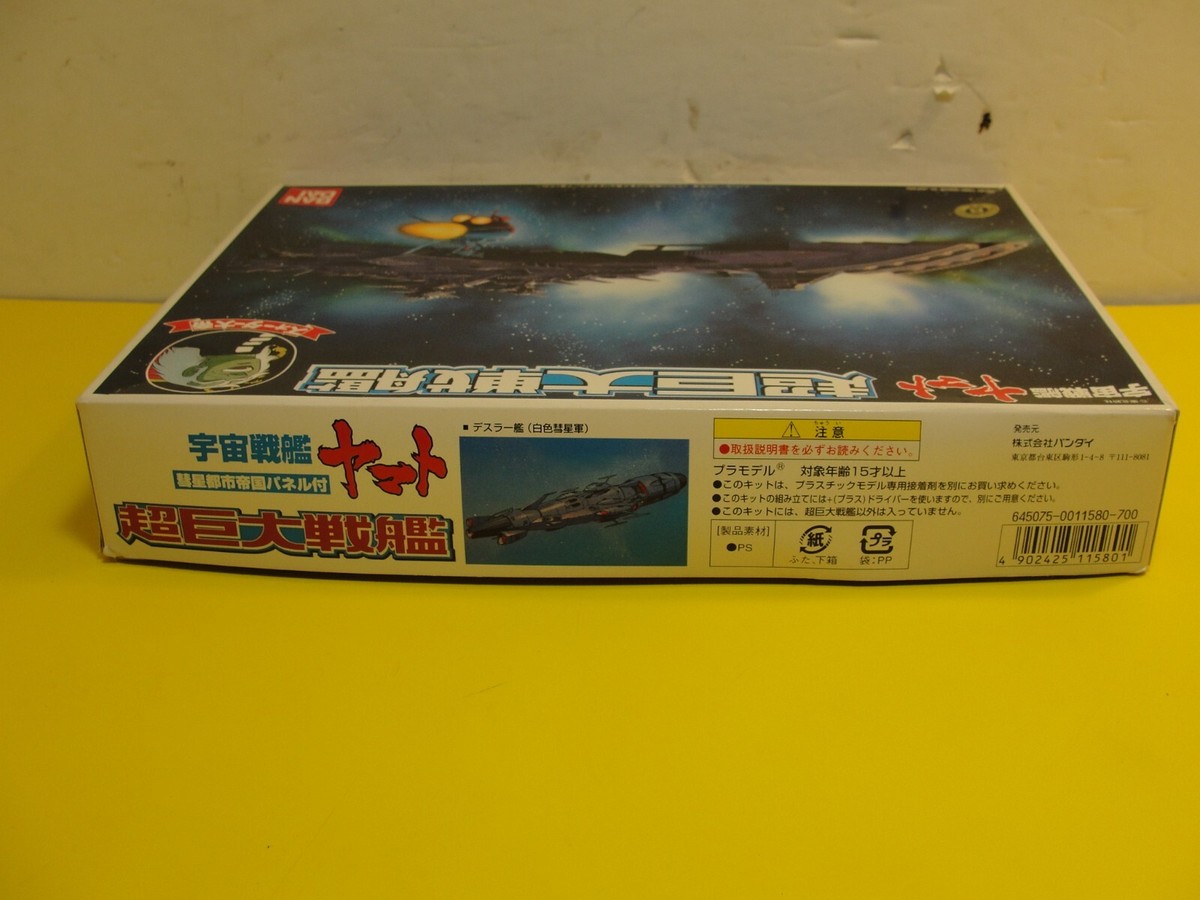 BAN
DAI
超巨大戦艦
宇宙戦艦
ヤマト
宇宙戦艦
ヤマト
彗星都市帝国パネル付
超巨大戦艦
■ デスラー艦(白色彗星軍)
ちゅうい
注意
●取扱説明書を必ずお読みください。
プラモデル® 対象年齢15才以上
●このキットは、プラスチックモデル専用接着剤を別にお買い求めください。
●このキットの組み立てには+(プラス)ドライバーを使いますので、別にご用意ください。
●このキットには、超巨大戦艦以外は入っていません。
[製品素材]
●PS
紙
ふた、下箱
プラ
袋:PP
発売元
株式会社バンダイ
東京都台東区駒形1-4-8 〒111-8081
645075-0011580-700
4 902425 115801